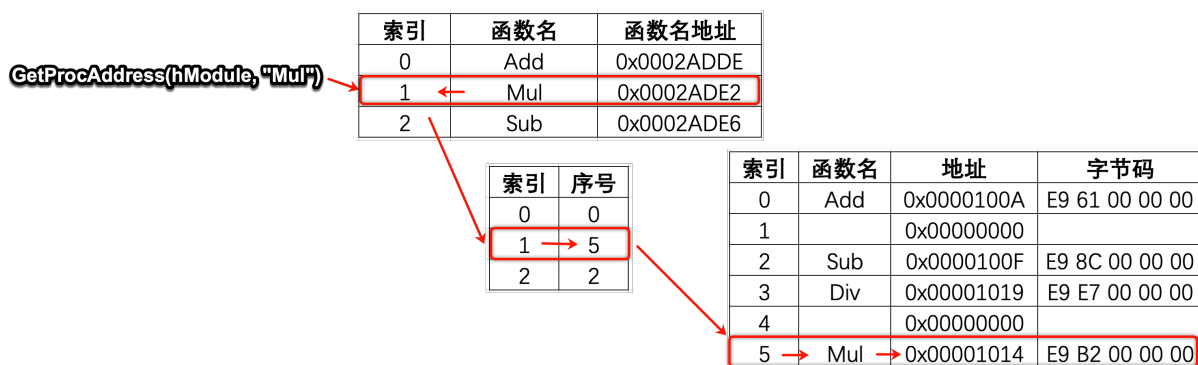 索引 函数名 函数名地址
0 Add 0x0002ADDE
GetProcAddress(hModule, "Mul")
1 Mul 0x0002ADE2
2 Sub 0x0002ADE6
索引 序号
0 0
1 5
2 2
索引 函数名 地址 字节码
0 Add 0x0000100A E9 61 00 00 00
1 0x00000000
2 Sub 0x0000100F E9 8C 00 00 00
3 Div 0x00001019 E9 E7 00 00 00
4 0x00000000
5 Mul 0x00001014 E9 B2 00 00 00